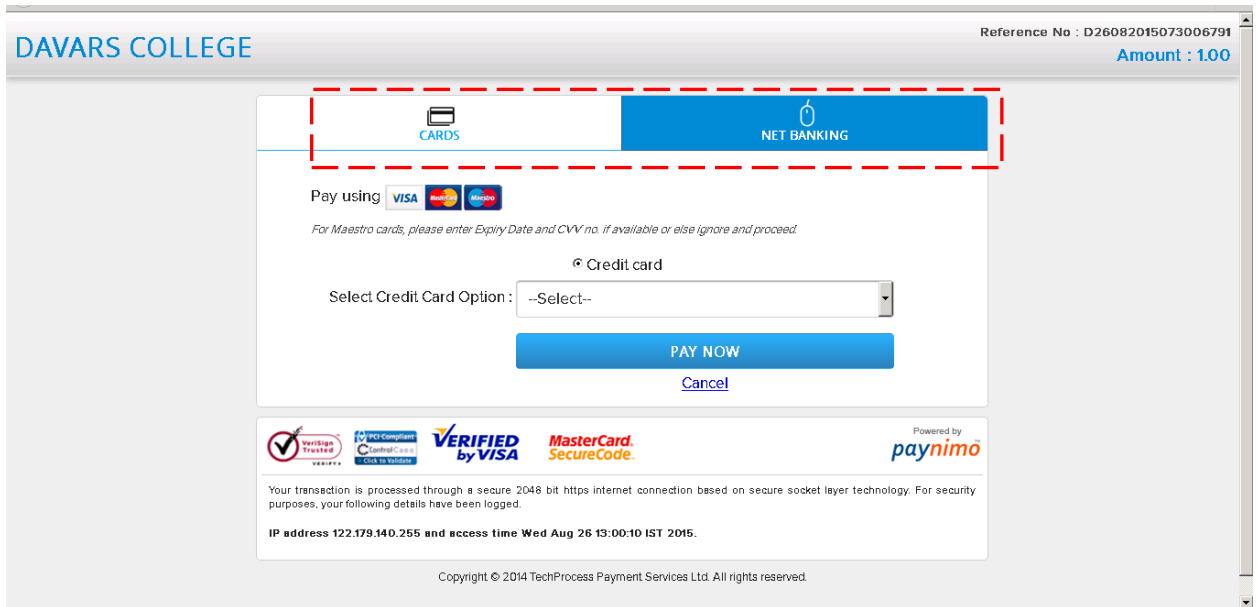 DAVARS COLLEGE
Reference No : D26082015073006791
Amount : 1.00
CARDS
NET BANKING
Pay using VISA MasterCard Maestro
For Maestro cards, please enter Expiry Date and CVV no. if available or else ignore and proceed.
Credit card
Select Credit Card Option : --Select--
PAY NOW
Cancel
VeriSign Trusted VERIFY›
PCI Compliant ControlCase Click to Validate
VERIFIED by VISA
MasterCard. SecureCode.
Powered by
paynimo
Your transaction is processed through a secure 2048 bit https internet connection based on secure socket layer technology. For security
purposes, your following details have been logged.
IP address 122.179.140.255 and access time Wed Aug 26 13:00:10 IST 2015.
Copyright © 2014 TechProcess Payment Services Ltd. All rights reserved.